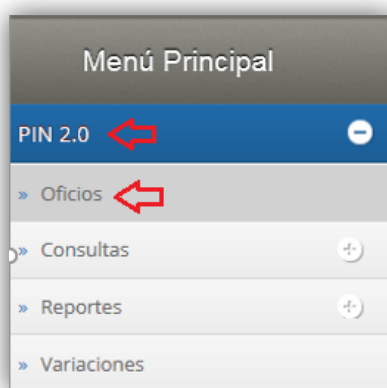 Menú Principal
PIN 2.0
» Oficios
» Consultas
» Reportes
» Variaciones